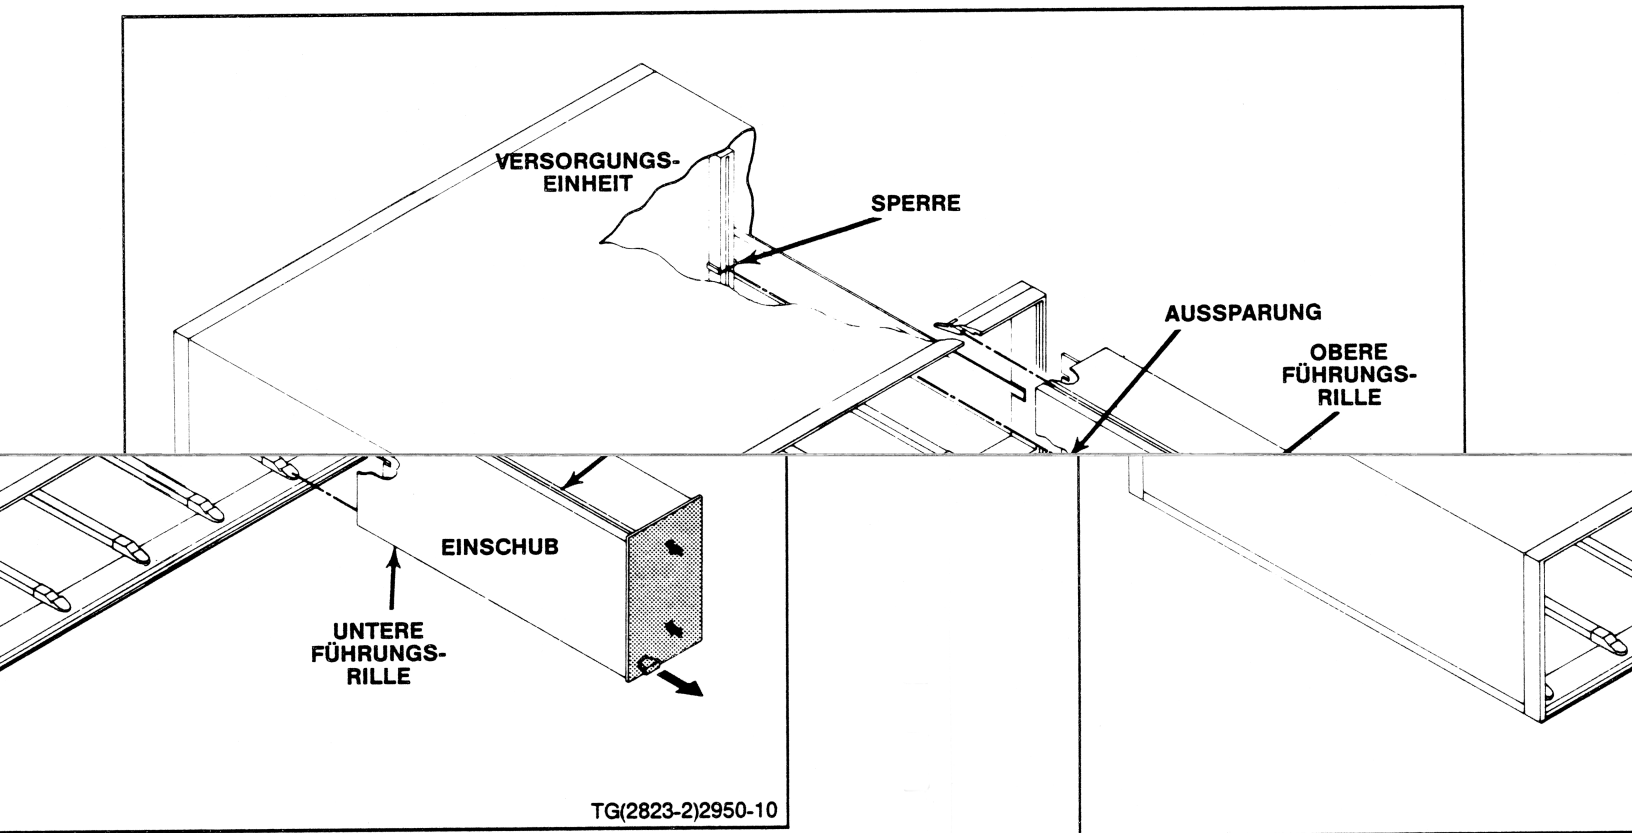 VERSORGUNGS-
EINHEIT
SPERRE
AUSSPARUNG
OBERE
FÜHRUNGS-
RILLE
EINSCHUB
UNTERE
FÜHRUNGS-
RILLE
TG(2823-2)2950-10